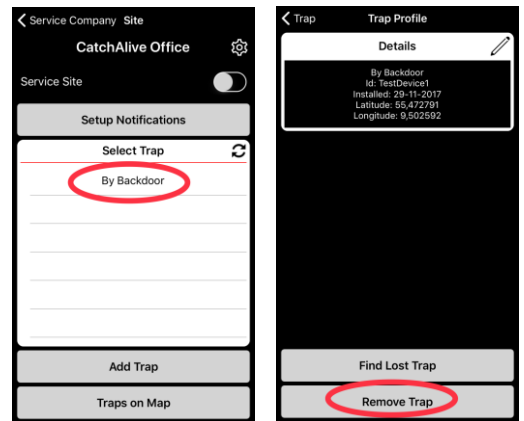 Service Company Site
CatchAlive Office
Service Site
Setup Notifications
Select Trap
By Backdoor
Add Trap
Traps on Map
Trap Trap Profile
Details
By Backdoor
Id: TestDevice1
Installed: 29-11-2017
Latitude: 55,472791
Longitude: 9,502592
Find Lost Trap
Remove Trap